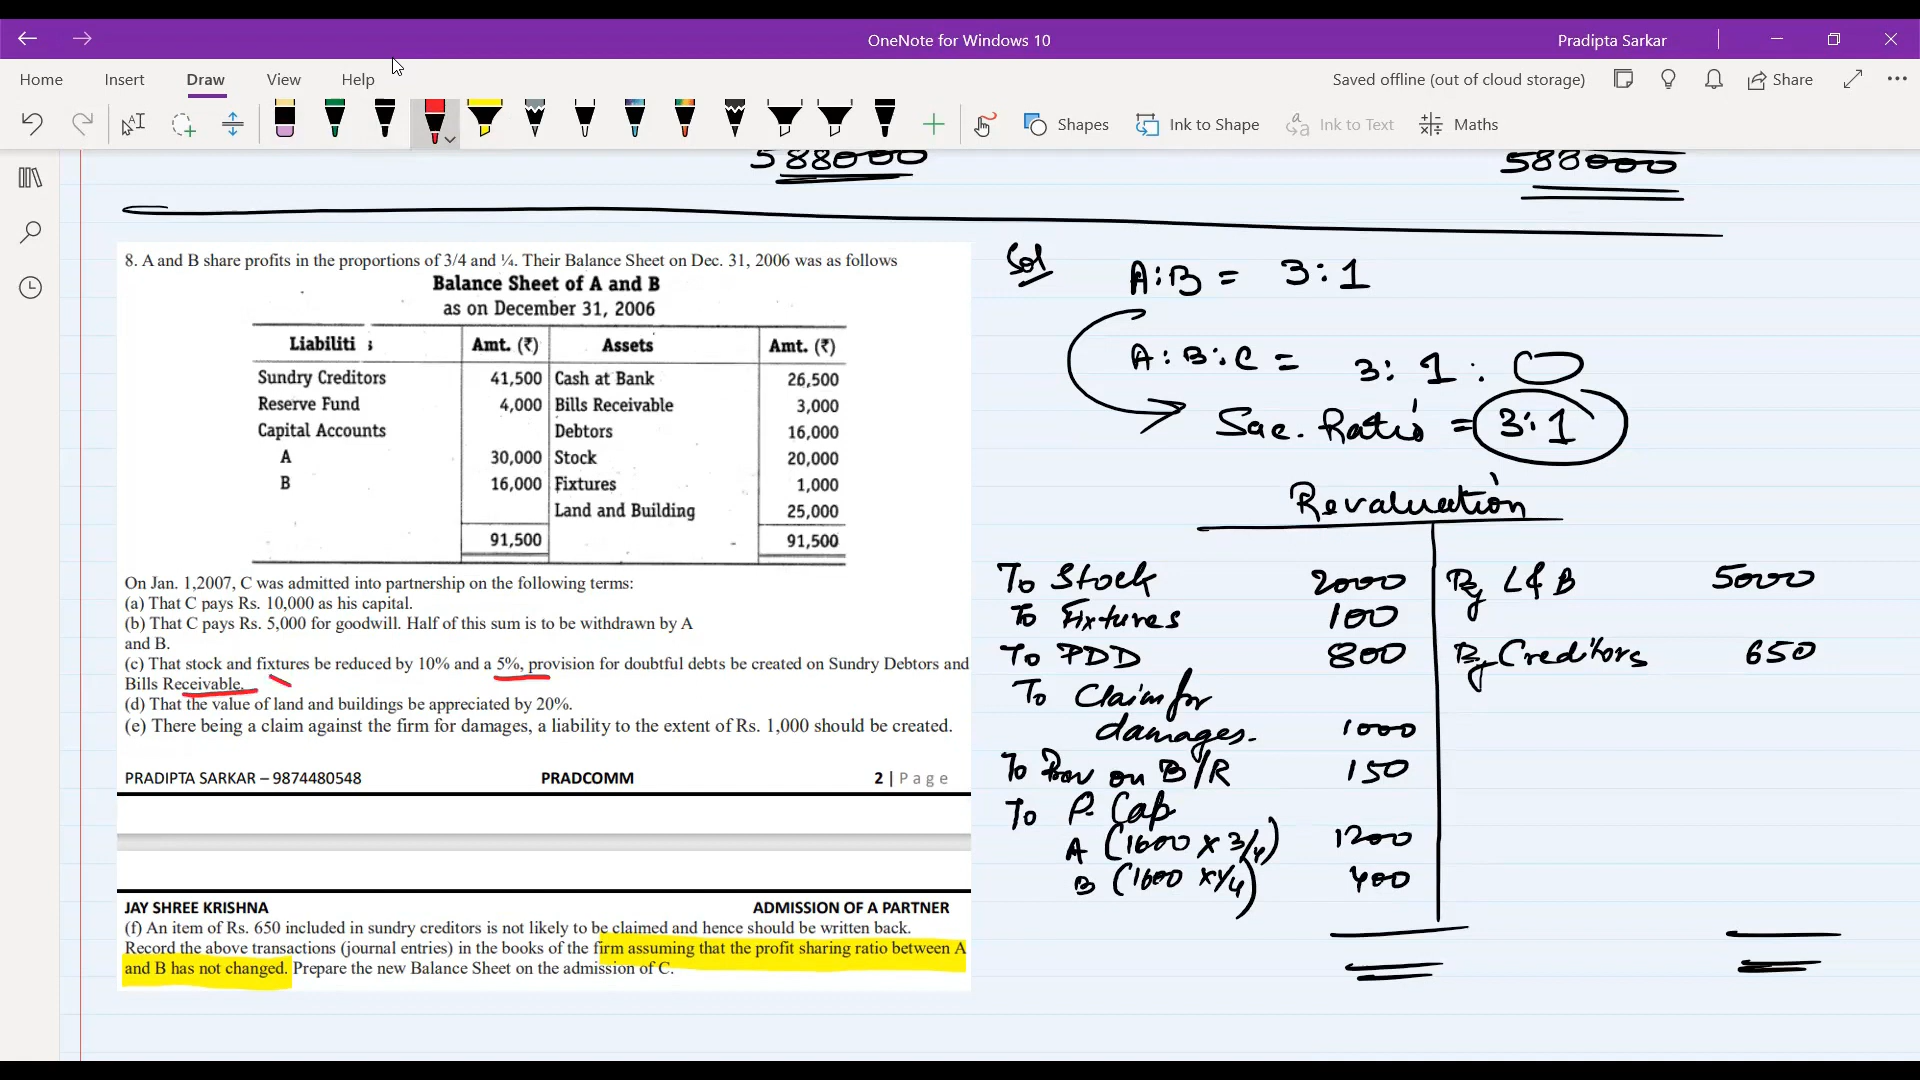 OneNote for Windows 10
Pradipta Sarkar
Home Insert Draw View Help
Saved offline (out of cloud storage)
Share
Shapes
Ink to Shape
Ink to Text
Maths
588000 588000
8. A and B share profits in the proportions of 3/4 and ¼. Their Balance Sheet on Dec. 31, 2006 was as follows
Balance Sheet of A and B
as on December 31, 2006
Liabiliti s Amt. (₹) Assets Amt. (₹)
Sundry Creditors 41,500 Cash at Bank 26,500
Reserve Fund 4,000 Bills Receivable 3,000
Capital Accounts Debtors 16,000
A 30,000 Stock 20,000
B 16,000 Fixtures 1,000
Land and Building 25,000
91,500 91,500
On Jan. 1,2007, C was admitted into partnership on the following terms:
(a) That C pays Rs. 10,000 as his capital.
(b) That C pays Rs. 5,000 for goodwill. Half of this sum is to be withdrawn by A
and B.
(c) That stock and fixtures be reduced by 10% and a 5%, provision for doubtful debts be created on Sundry Debtors and
Bills Receivable.
(d) That the value of land and buildings be appreciated by 20%.
(e) There being a claim against the firm for damages, a liability to the extent of Rs. 1,000 should be created.
PRADIPTA SARKAR – 9874480548 PRADCOMM 2 | Page
JAY SHREE KRISHNA ADMISSION OF A PARTNER
(f) An item of Rs. 650 included in sundry creditors is not likely to be claimed and hence should be written back.
Record the above transactions (journal entries) in the books of the firm assuming that the profit sharing ratio between A
and B has not changed. Prepare the new Balance Sheet on the admission of C.
Sol A:B = 3:1
A:B:C = 3:1:
Sac. Ratio = 3:1
Revaluation
To Stock 2000 By L & B 5000
To Fixtures 100
To PDD 800 By Creditors 650
To Claim for
damages. 1000
To Prov on B/R 150
To P. Cap
A (1600 x 3/4) 1200
B (1600 x 1/4) 400